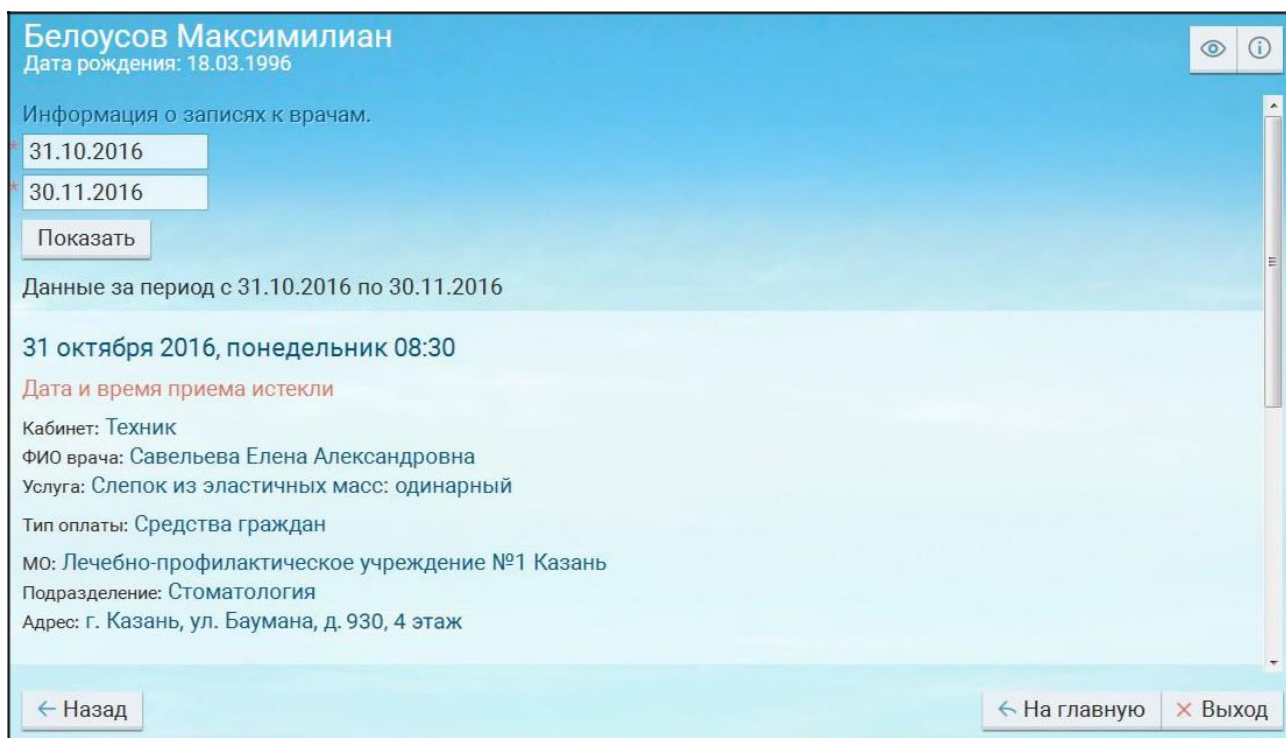 Белоусов Максимилиан
Дата рождения: 18.03.1996
Информация о записях к врачам.
* 31.10.2016
* 30.11.2016
Показать
Данные за период с 31.10.2016 по 30.11.2016
31 октября 2016, понедельник 08:30
Дата и время приема истекли
Кабинет: Техник
ФИО врача: Савельева Елена Александровна
Услуга: Слепок из эластичных масс: одинарный
Тип оплаты: Средства граждан
МО: Лечебно-профилактическое учреждение №1 Казань
Подразделение: Стоматология
Адрес: г. Казань, ул. Баумана, д. 930, 4 этаж
Назад На главную Выход